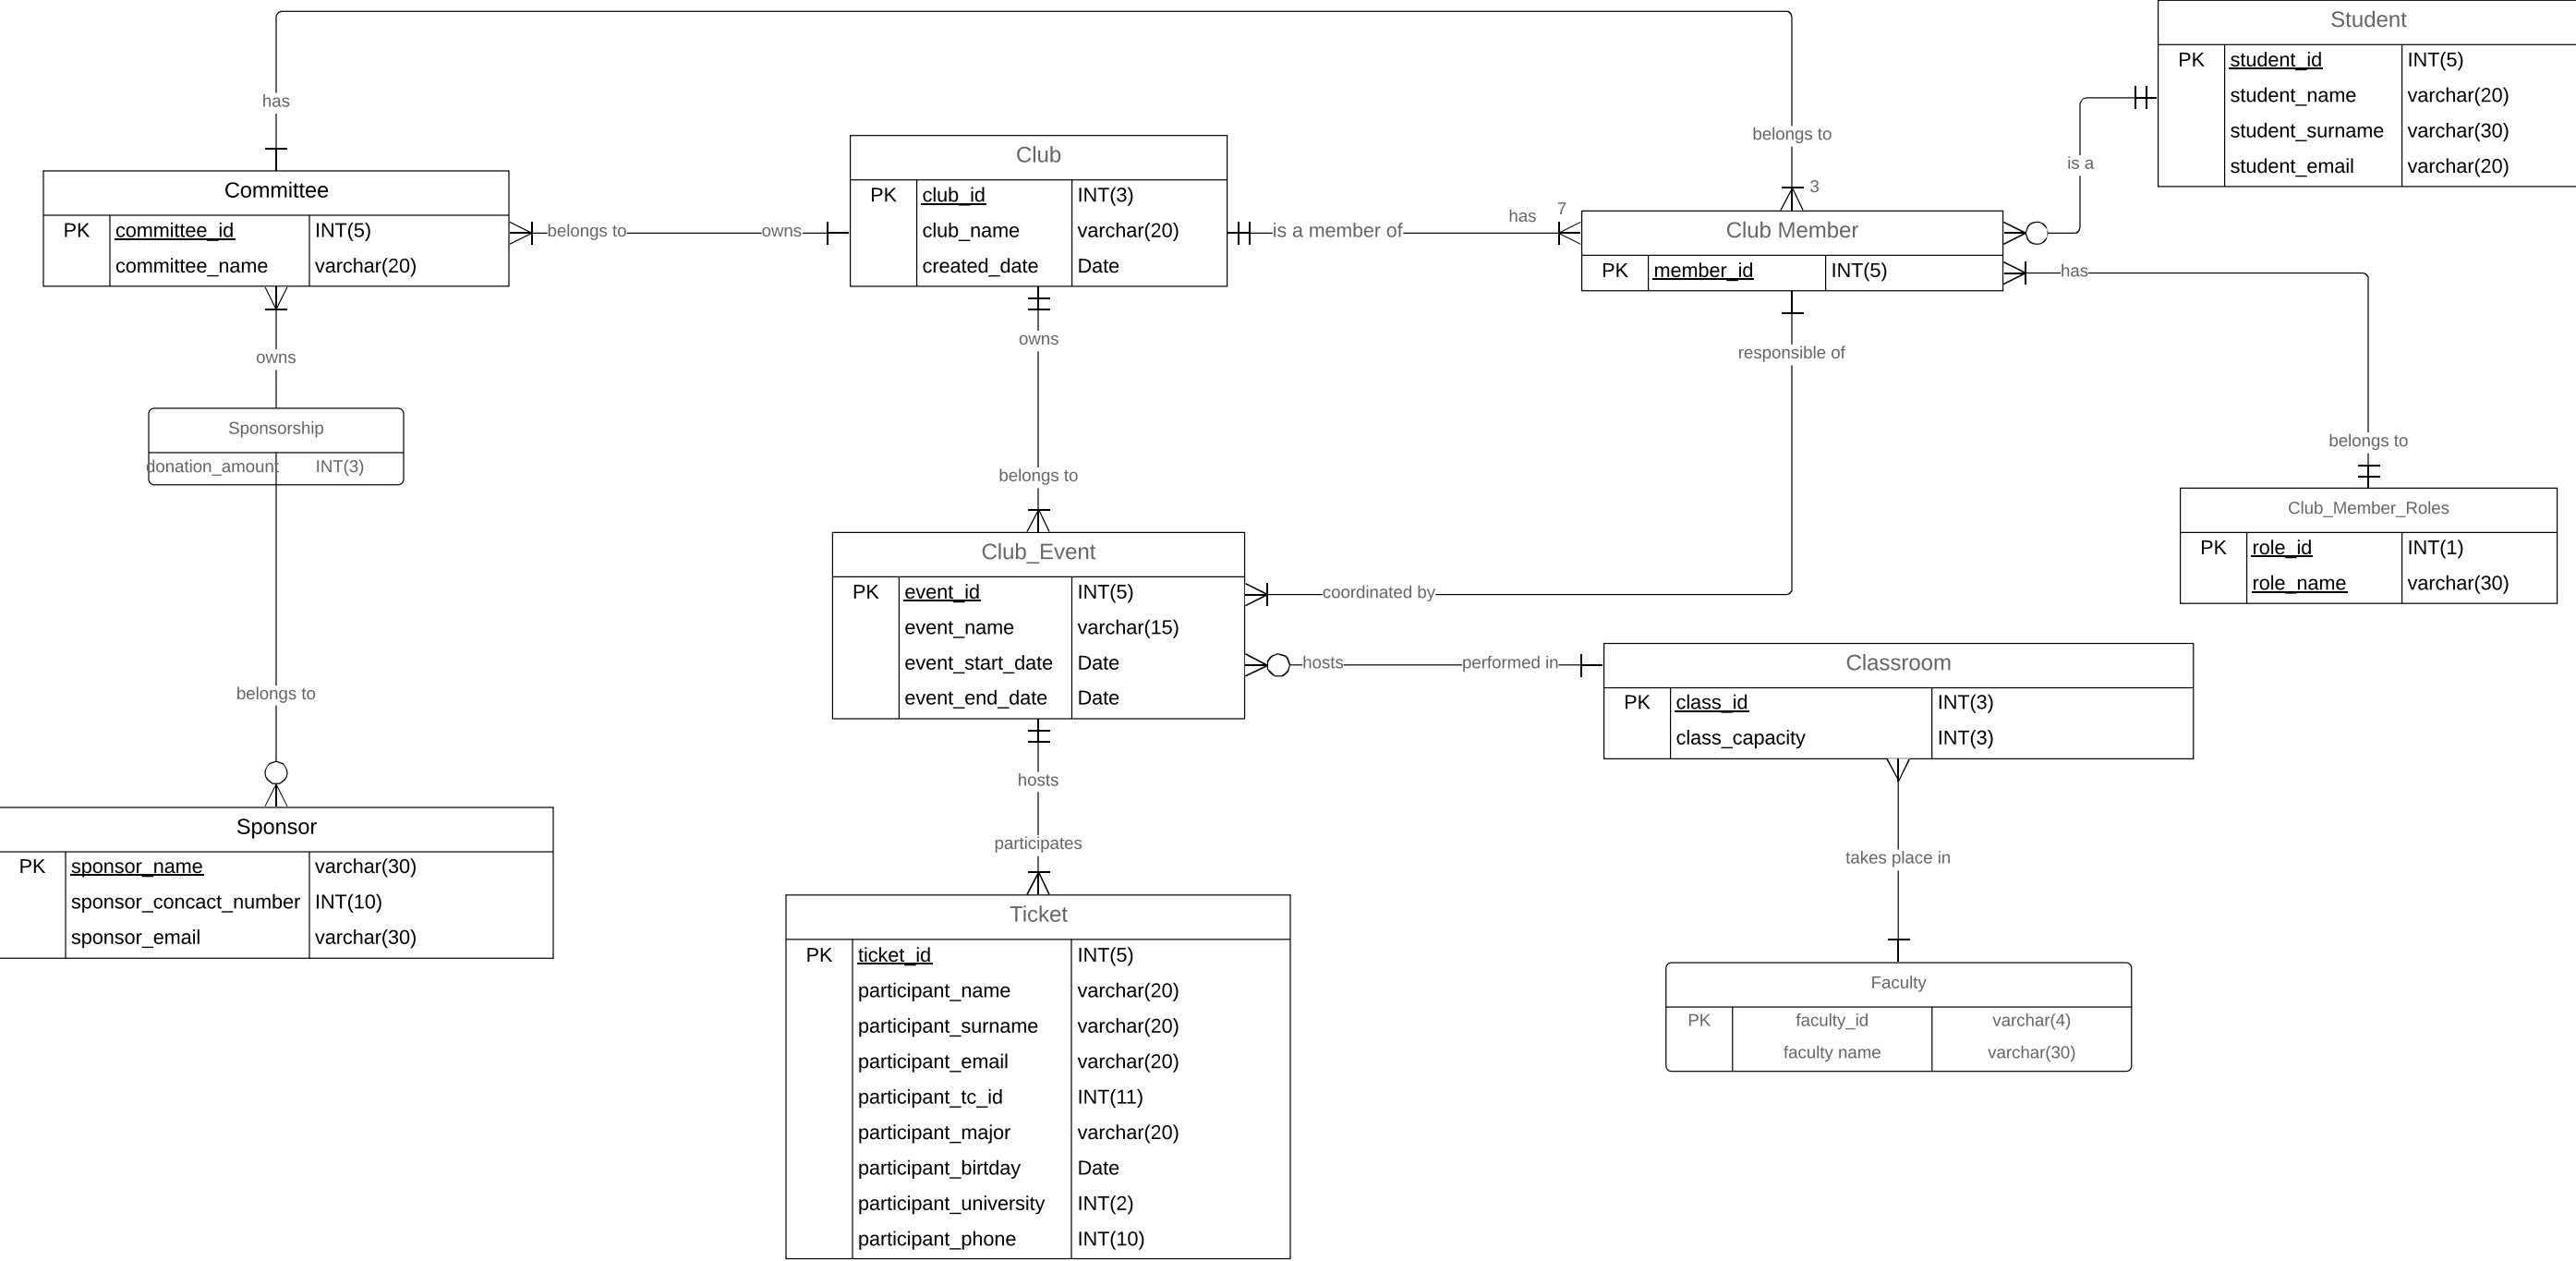 has
Committee
PK committee_id INT(5)
committee_name varchar(20)
belongs to
owns
Club
PK club_id INT(3)
club_name varchar(20)
created_date Date
is a member of
has
7
belongs to
3
Club Member
PK member_id INT(5)
is a
Student
PK student_id INT(5)
student_name varchar(20)
student_surname varchar(30)
student_email varchar(20)
has
belongs to
Club_Member_Roles
PK role_id INT(1)
role_name varchar(30)
owns
Sponsorship
donation_amount INT(3)
belongs to
Sponsor
PK sponsor_name varchar(30)
sponsor_concact_number INT(10)
sponsor_email varchar(30)
owns
belongs to
Club_Event
PK event_id INT(5)
event_name varchar(15)
event_start_date Date
event_end_date Date
responsible of
coordinated by
hosts
performed in
Classroom
PK class_id INT(3)
class_capacity INT(3)
takes place in
Faculty
PK faculty_id varchar(4)
faculty name varchar(30)
hosts
participates
Ticket
PK ticket_id INT(5)
participant_name varchar(20)
participant_surname varchar(20)
participant_email varchar(20)
participant_tc_id INT(11)
participant_major varchar(20)
participant_birtday Date
participant_university INT(2)
participant_phone INT(10)